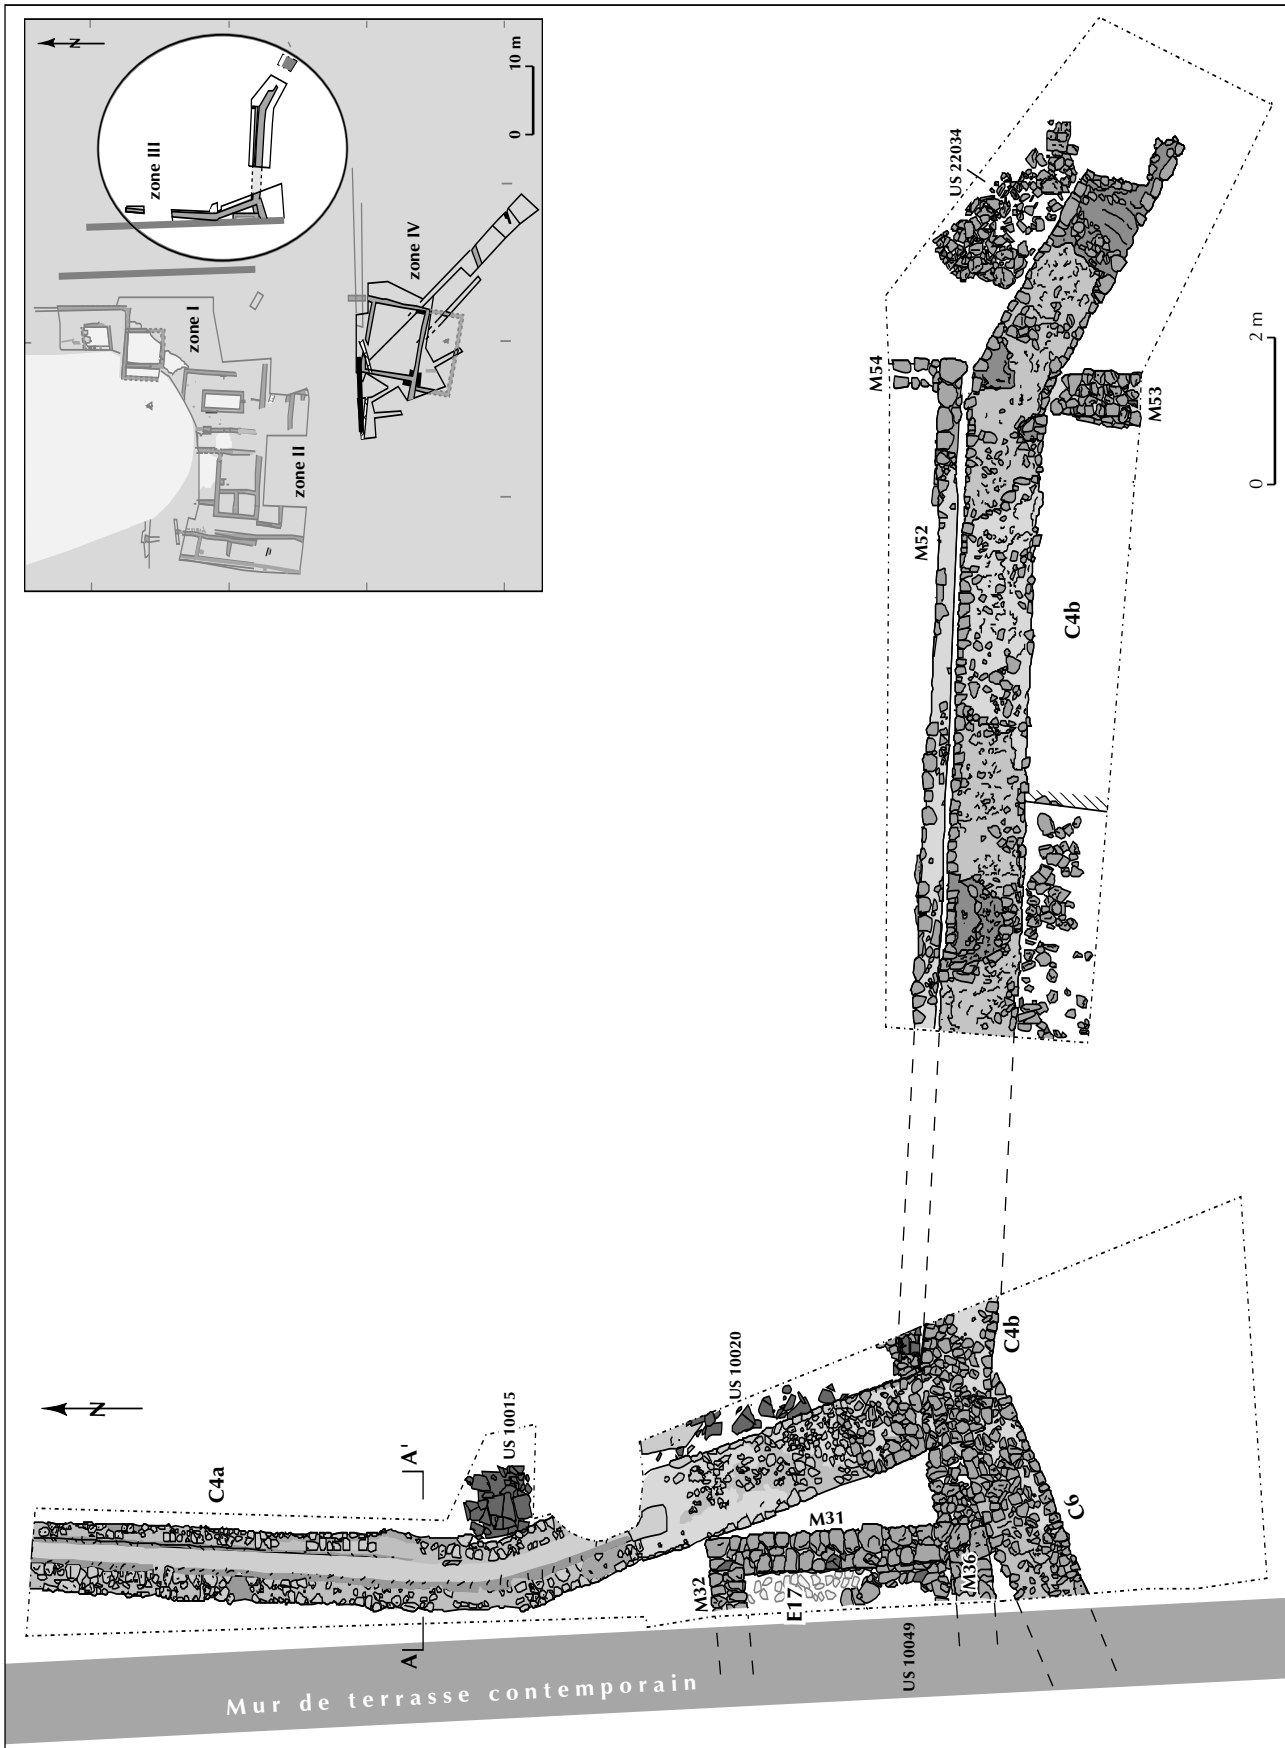 N
10 m
0
zone III
zone I
zone II
zone IV
US 22034
M54
M53
M52
C4b
2 m
0
N
C4a
A'
A
US 10015
US 10020
C4b
C6
M31
M32
M36
E17
US 10049
Mur de terrasse contemporain